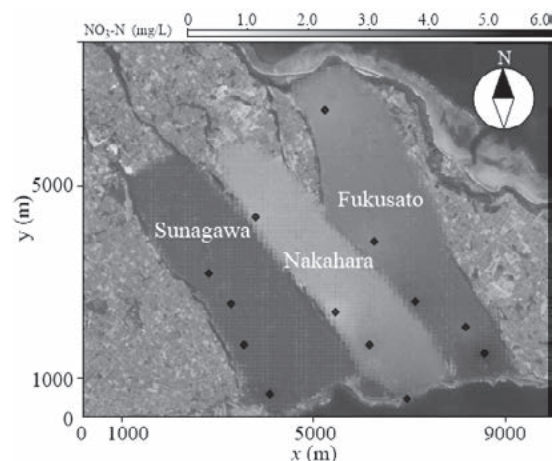 NO₃-N (mg/L)
0 1.0 2.0 3.0 4.0 5.0 6.0
N
5000
Fukusato
Sunagawa
Nakahara
y (m)
1000
0
0 1000 5000 9000
x (m)